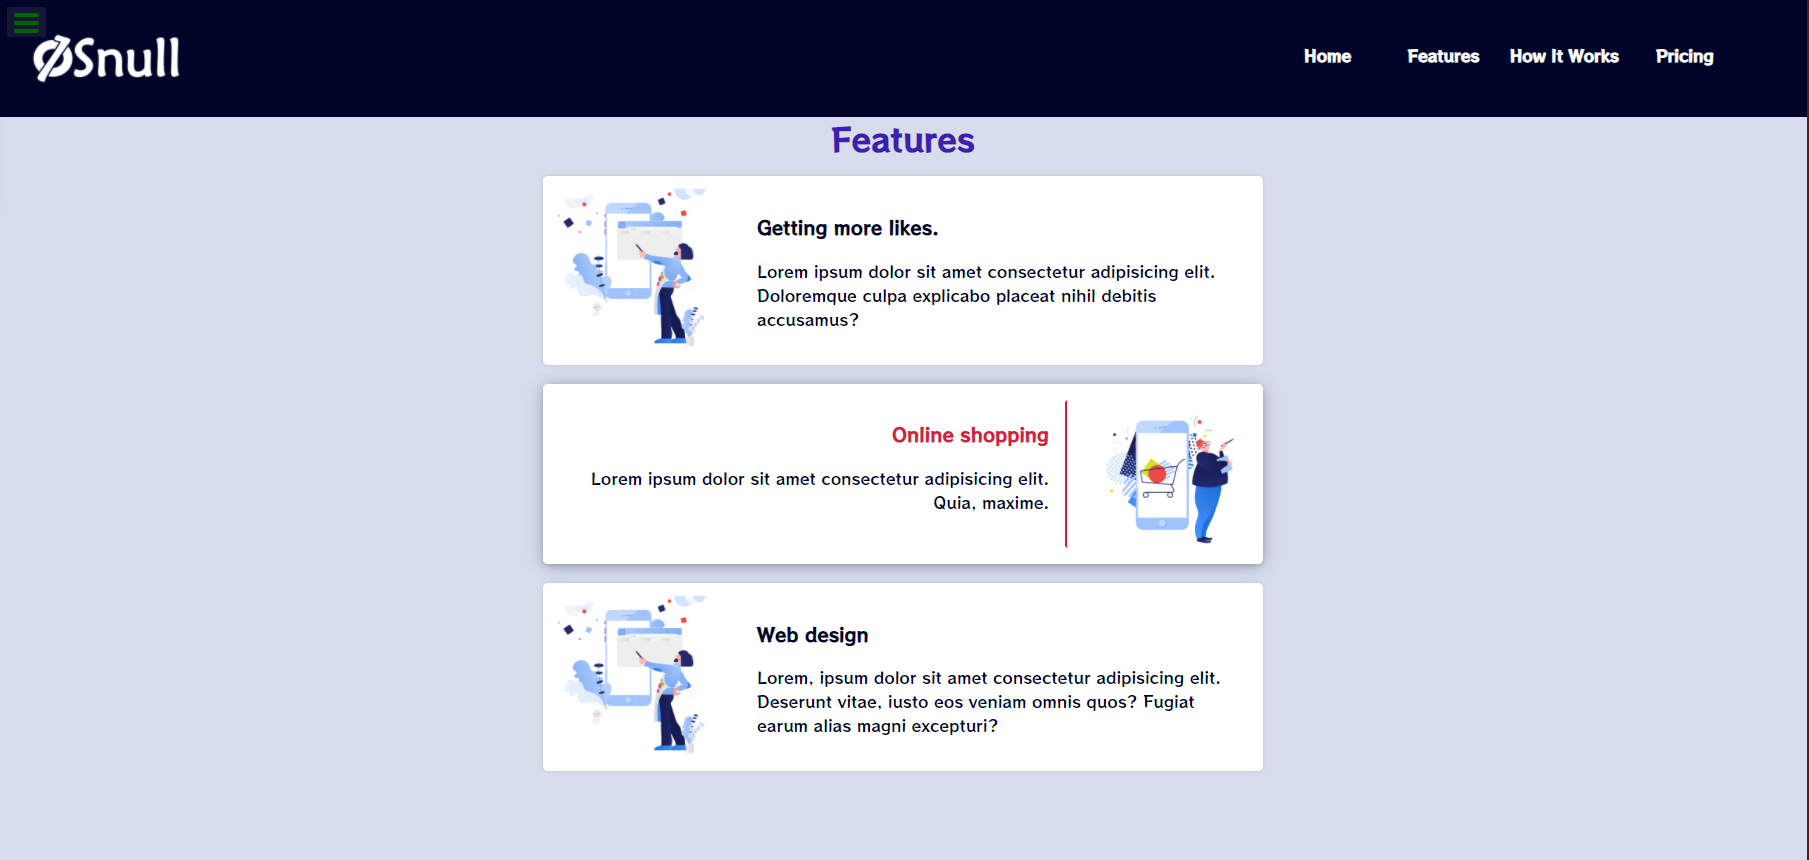 ØSnull
Home Features How It Works Pricing
Features
Getting more likes.
Lorem ipsum dolor sit amet consectetur adipisicing elit.
Doloremque culpa explicabo placeat nihil debitis
accusamus?
Online shopping
Lorem ipsum dolor sit amet consectetur adipisicing elit.
Quia, maxime.
Web design
Lorem, ipsum dolor sit amet consectetur adipisicing elit.
Deserunt vitae, iusto eos veniam omnis quos? Fugiat
earum alias magni excepturi?